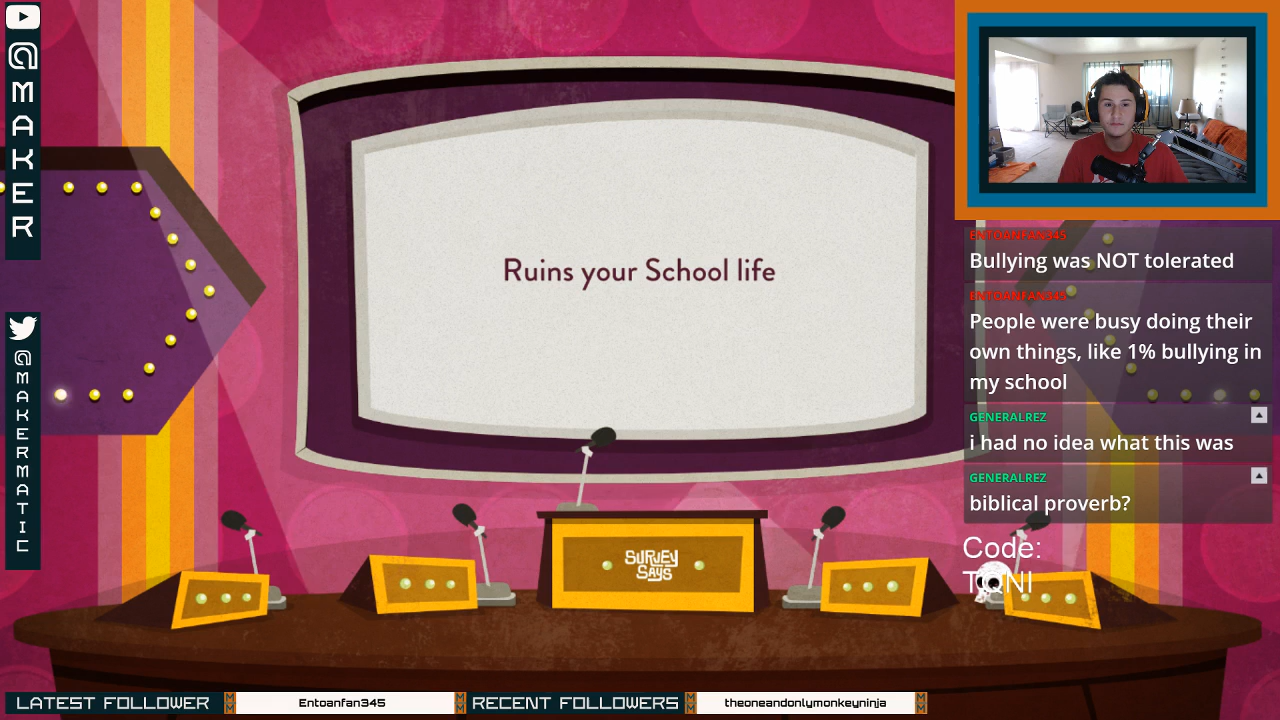 @MAKER
@MAKERMATIC
Ruins your School life
SURVEY
SAYS
ENTOANFAN345
Bullying was NOT tolerated
ENTOANFAN345
People were busy doing their
own things, like 1% bullying in
my school
GENERALREZ
i had no idea what this was
GENERALREZ
biblical proverb?
Code:
LATEST FOLLOWER
Entoanfan345
RECENT FOLLOWERS
theoneandonlymonkeyninja